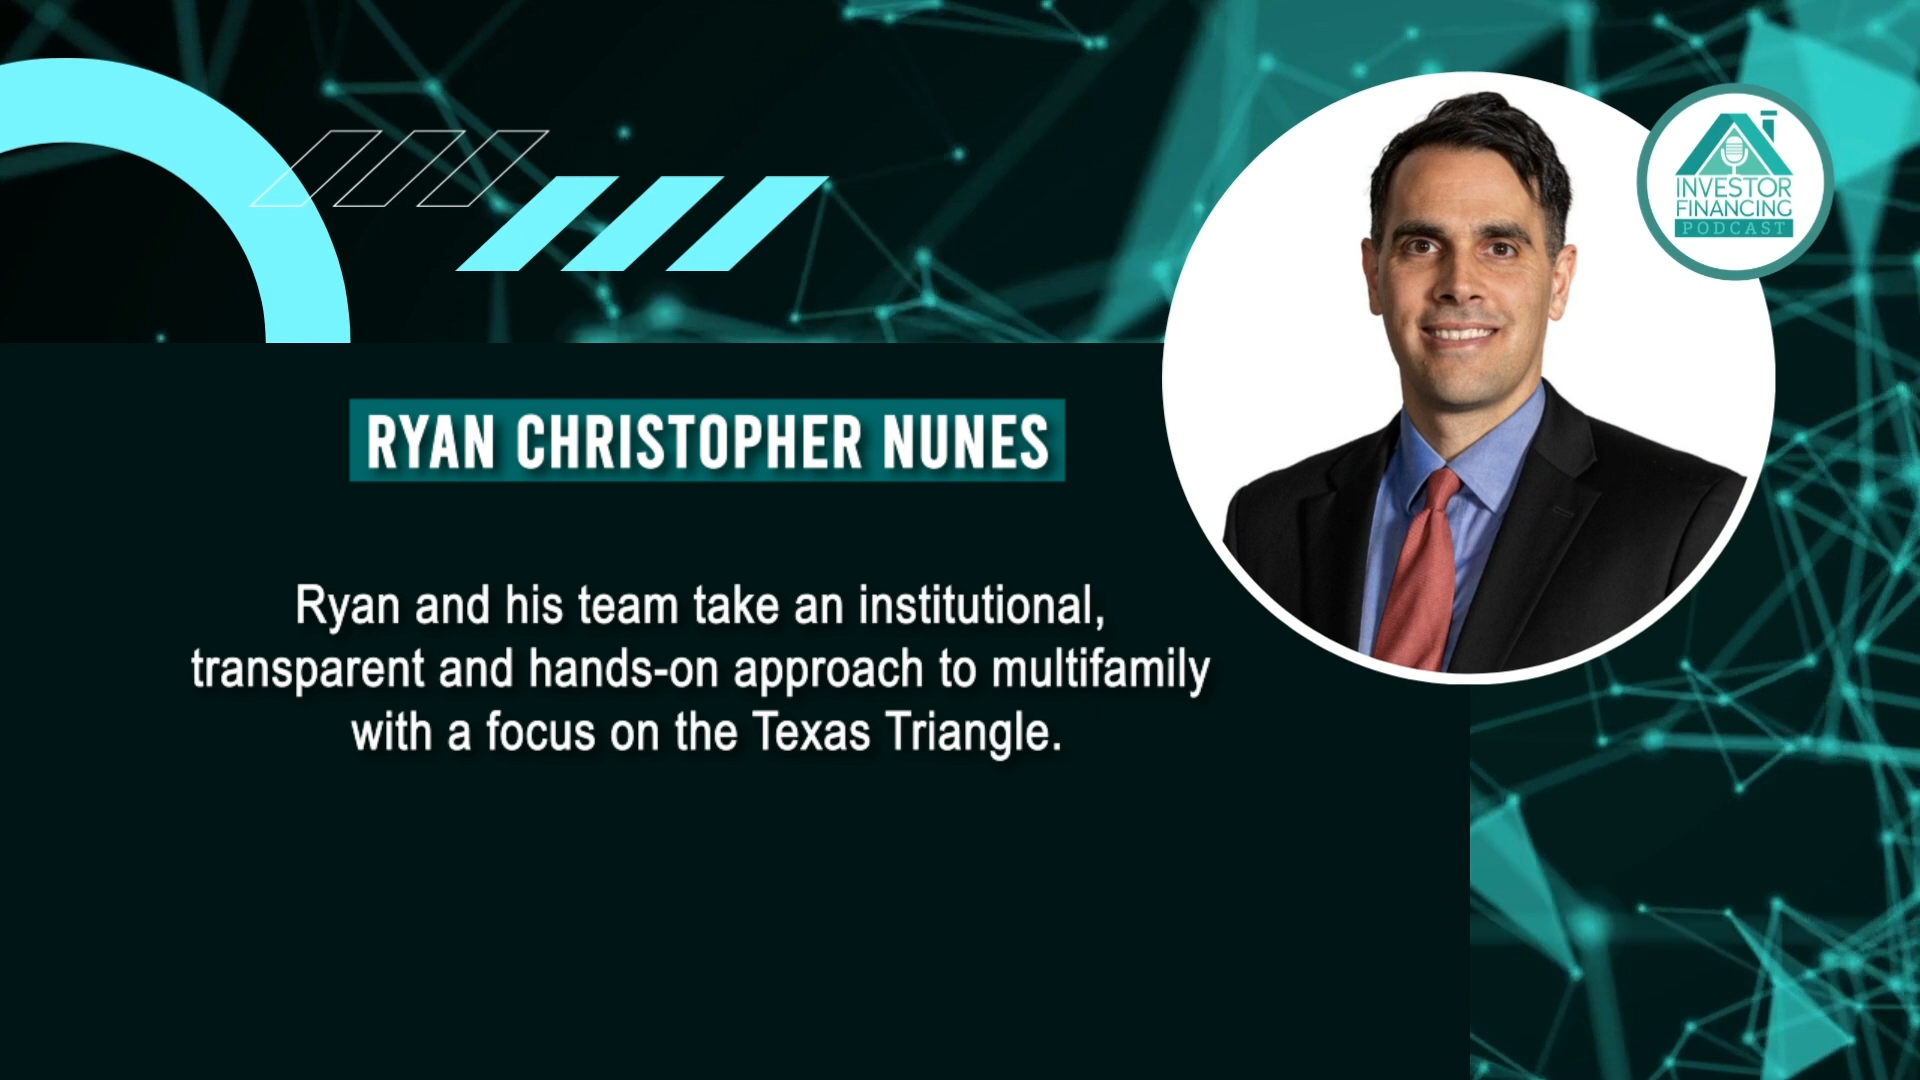 INVESTOR
FINANCING
PODCAST
RYAN CHRISTOPHER NUNES
Ryan and his team take an institutional,
transparent and hands-on approach to multifamily
with a focus on the Texas Triangle.